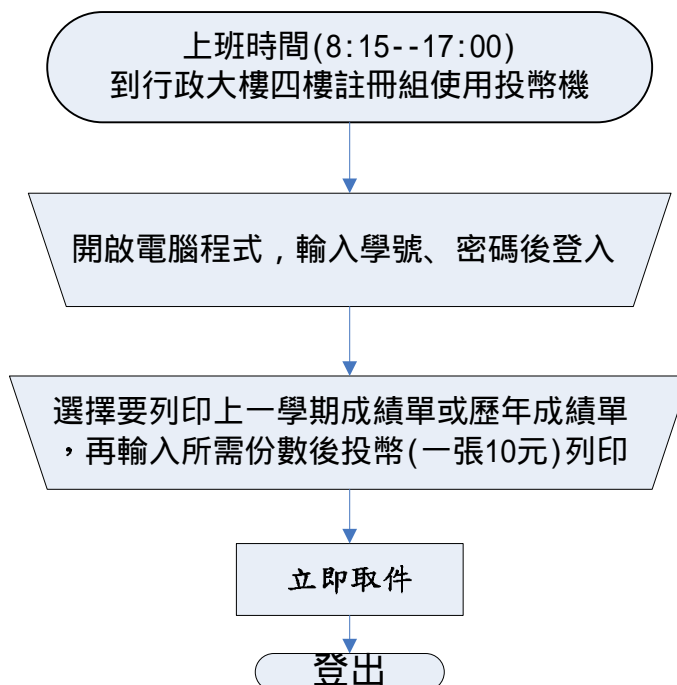 上班時間(8:15--17:00)
到行政大樓四樓註冊組使用投幣機
開啟電腦程式，輸入學號、密碼後登入
選擇要列印上一學期成績單或歷年成績單
，再輸入所需份數後投幣(一張10元)列印
立即取件
登出